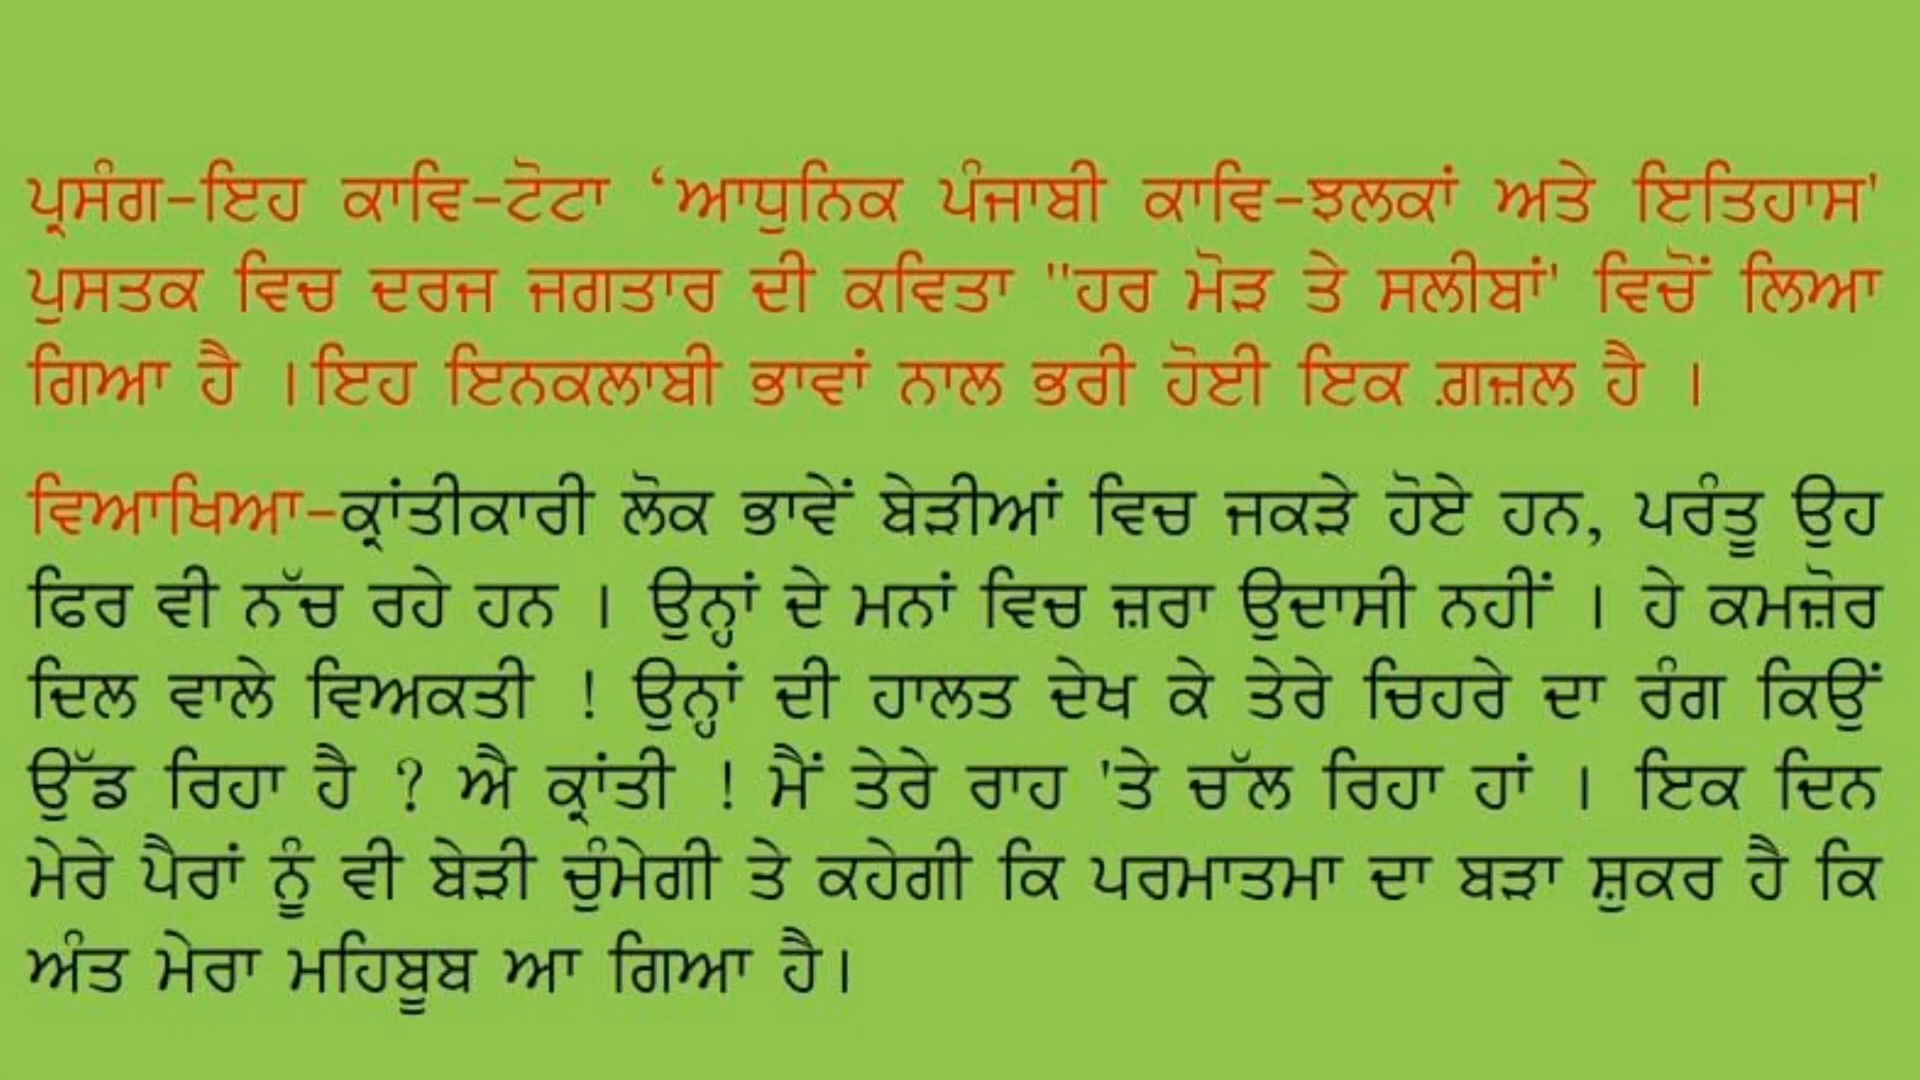 ਪ੍ਰਸੰਗ-ਇਹ ਕਾਵਿ-ਟੋਟਾ ‘ਆਧੁਨਿਕ ਪੰਜਾਬੀ ਕਾਵਿ-ਝਲਕਾਂ ਅਤੇ ਇਤਿਹਾਸ'
ਪੁਸਤਕ ਵਿਚ ਦਰਜ ਜਗਤਾਰ ਦੀ ਕਵਿਤਾ "ਹਰ ਮੋੜ ਤੇ ਸਲੀਬਾਂ' ਵਿਚੋਂ ਲਿਆ
ਗਿਆ ਹੈ ।ਇਹ ਇਨਕਲਾਬੀ ਭਾਵਾਂ ਨਾਲ ਭਰੀ ਹੋਈ ਇਕ ਗ਼ਜ਼ਲ ਹੈ ।
ਵਿਆਖਿਆ-ਕ੍ਰਾਂਤੀਕਾਰੀ ਲੋਕ ਭਾਵੇਂ ਬੇੜੀਆਂ ਵਿਚ ਜਕੜੇ ਹੋਏ ਹਨ, ਪਰੰਤੂ ਉਹ
ਫਿਰ ਵੀ ਨੱਚ ਰਹੇ ਹਨ । ਉਨ੍ਹਾਂ ਦੇ ਮਨਾਂ ਵਿਚ ਜ਼ਰਾ ਉਦਾਸੀ ਨਹੀਂ । ਹੇ ਕਮਜ਼ੋਰ
ਦਿਲ ਵਾਲੇ ਵਿਅਕਤੀ ! ਉਨ੍ਹਾਂ ਦੀ ਹਾਲਤ ਦੇਖ ਕੇ ਤੇਰੇ ਚਿਹਰੇ ਦਾ ਰੰਗ ਕਿਉਂ
ਉੱਡ ਰਿਹਾ ਹੈ ? ਐ ਕ੍ਰਾਂਤੀ ! ਮੈਂ ਤੇਰੇ ਰਾਹ 'ਤੇ ਚੱਲ ਰਿਹਾ ਹਾਂ । ਇਕ ਦਿਨ
ਮੇਰੇ ਪੈਰਾਂ ਨੂੰ ਵੀ ਬੇੜੀ ਚੁੰਮੇਗੀ ਤੇ ਕਹੇਗੀ ਕਿ ਪਰਮਾਤਮਾ ਦਾ ਬੜਾ ਸ਼ੁਕਰ ਹੈ ਕਿ
ਅੰਤ ਮੇਰਾ ਮਹਿਬੂਬ ਆ ਗਿਆ ਹੈ।